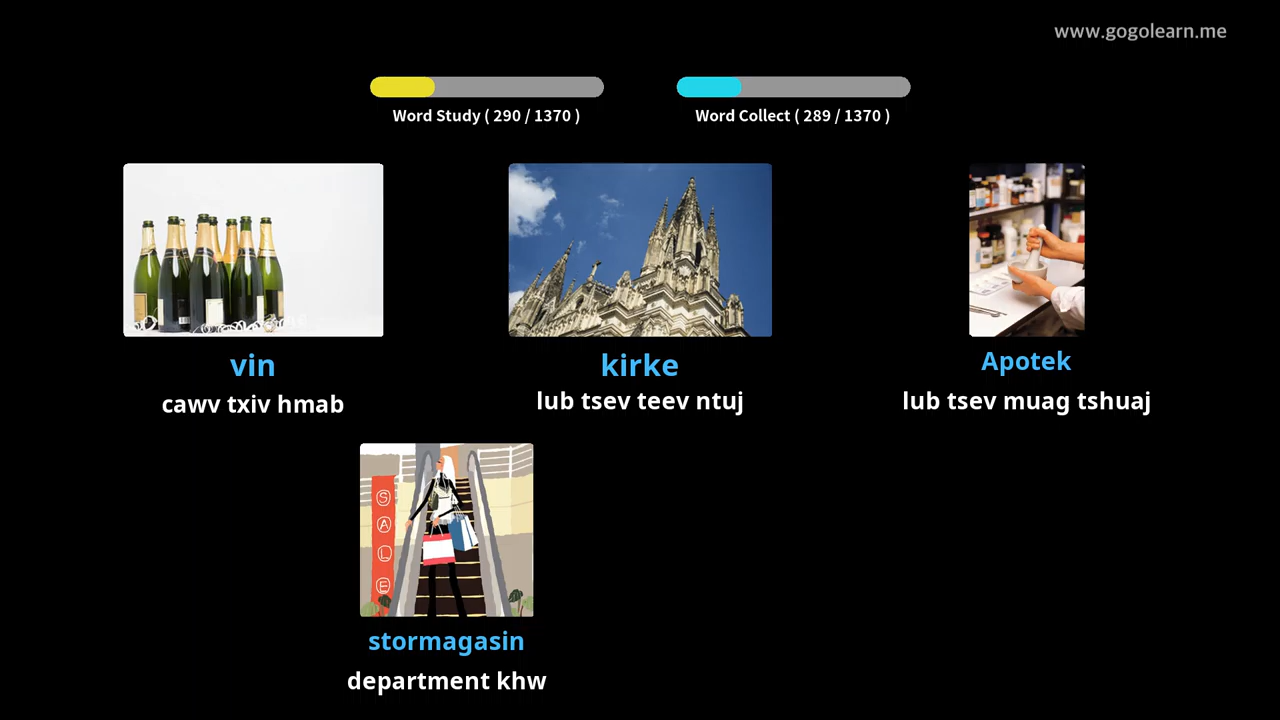 www.gogolearn.me
Word Study ( 290 / 1370 )
Word Collect ( 289 / 1370 )
vin
kirke
Apotek
cawv txiv hmab
lub tsev teev ntuj
lub tsev muag tshuaj
SALE
stormagasin
department khw